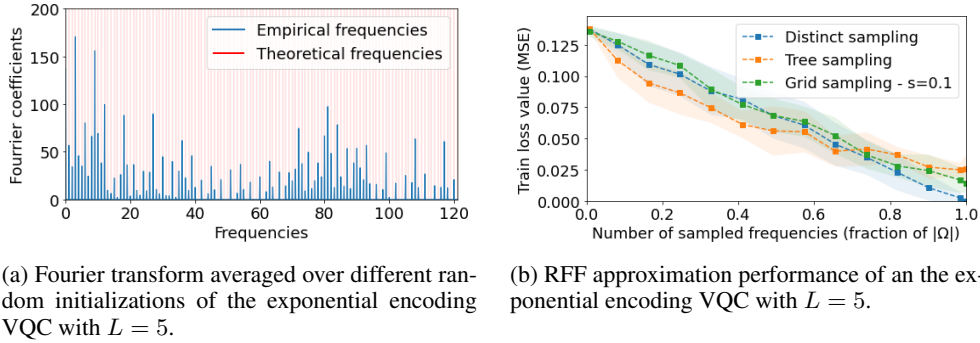 200
150
100
50
0
Fourrier coefficients
Empirical frequencies
Theoretical frequencies
0 20 40 60 80 100 120
Frequencies
(a) Fourier transform averaged over different ran-
dom initializations of the exponential encoding
VQC with L = 5.
0.125
0.100
0.075
0.050
0.025
0.000
Train loss value (MSE)
Distinct sampling
Tree sampling
Grid sampling - s=0.1
0.0 0.2 0.4 0.6 0.8 1.0
Number of sampled frequencies (fraction of |Ω|)
(b) RFF approximation performance of an the ex-
ponential encoding VQC with L = 5.